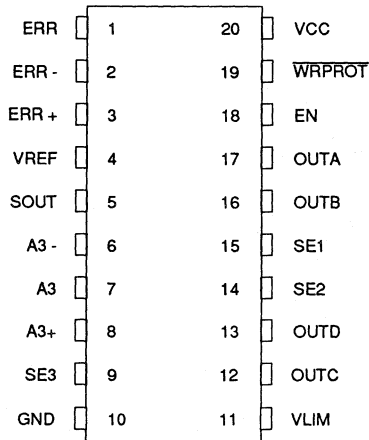 ERR 1 20 VCC
ERR - 2 19 WRPROT
ERR + 3 18 EN
VREF 4 17 OUTA
SOUT 5 16 OUTB
A3 - 6 15 SE1
A3 7 14 SE2
A3+ 8 13 OUTD
SE3 9 12 OUTC
GND 10 11 VLIM